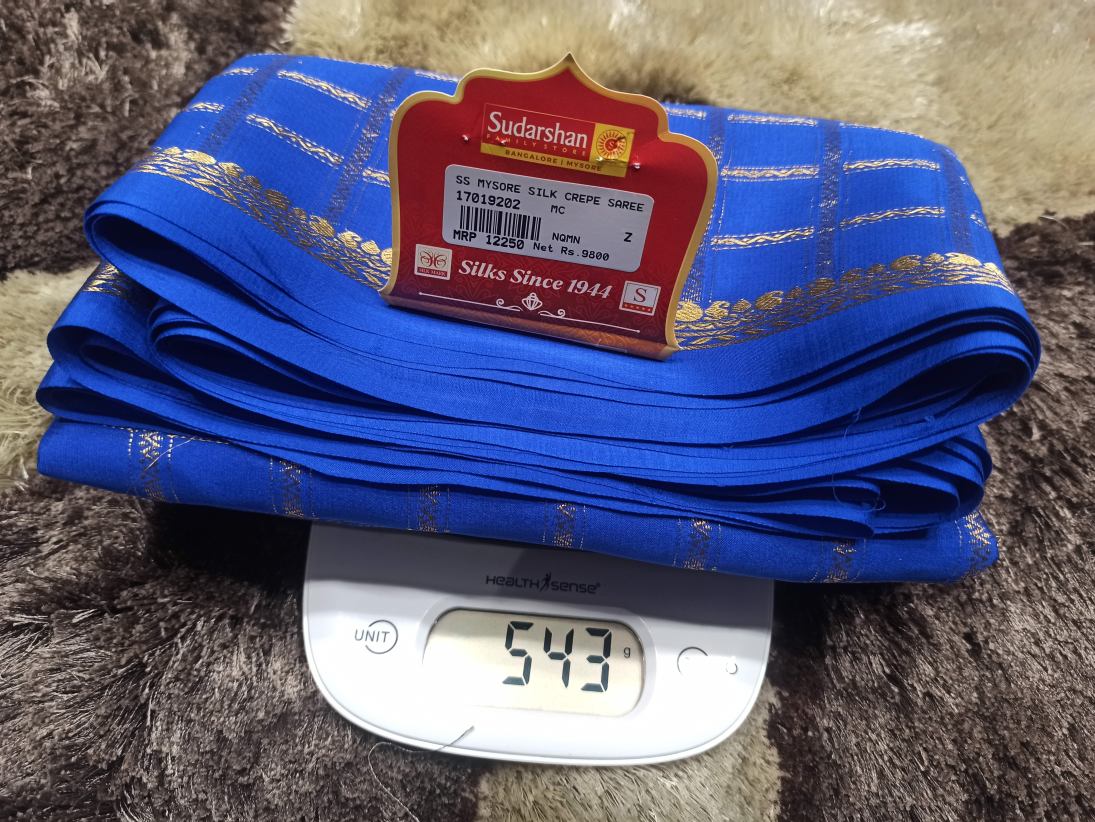 Sudarshan
FAMILY STORE
BANGALORE | MYSORE
SS MYSORE SILK CREPE SAREE
17019202 MC
NQMN Z
MRP 12250 Net Rs.9800
SILK MARK
Silks Since 1944
S
HEALTH SENSE®
UNIT
543 g